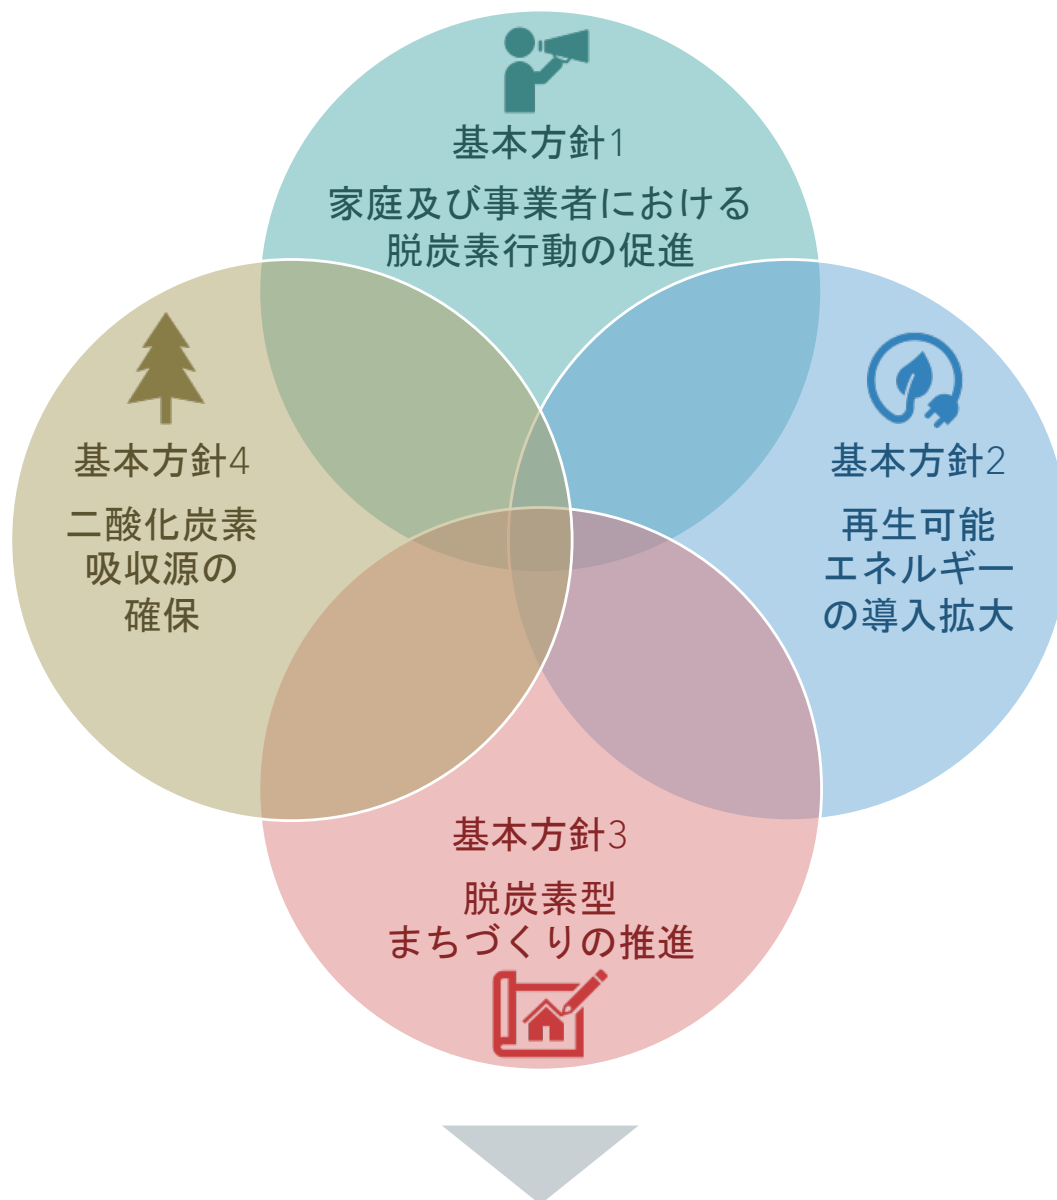 基本方針1
家庭及び事業者における
脱炭素行動の促進
基本方針4
二酸化炭素
吸収源の
確保
基本方針2
再生可能
エネルギー
の導入拡大
基本方針3
脱炭素型
まちづくりの推進